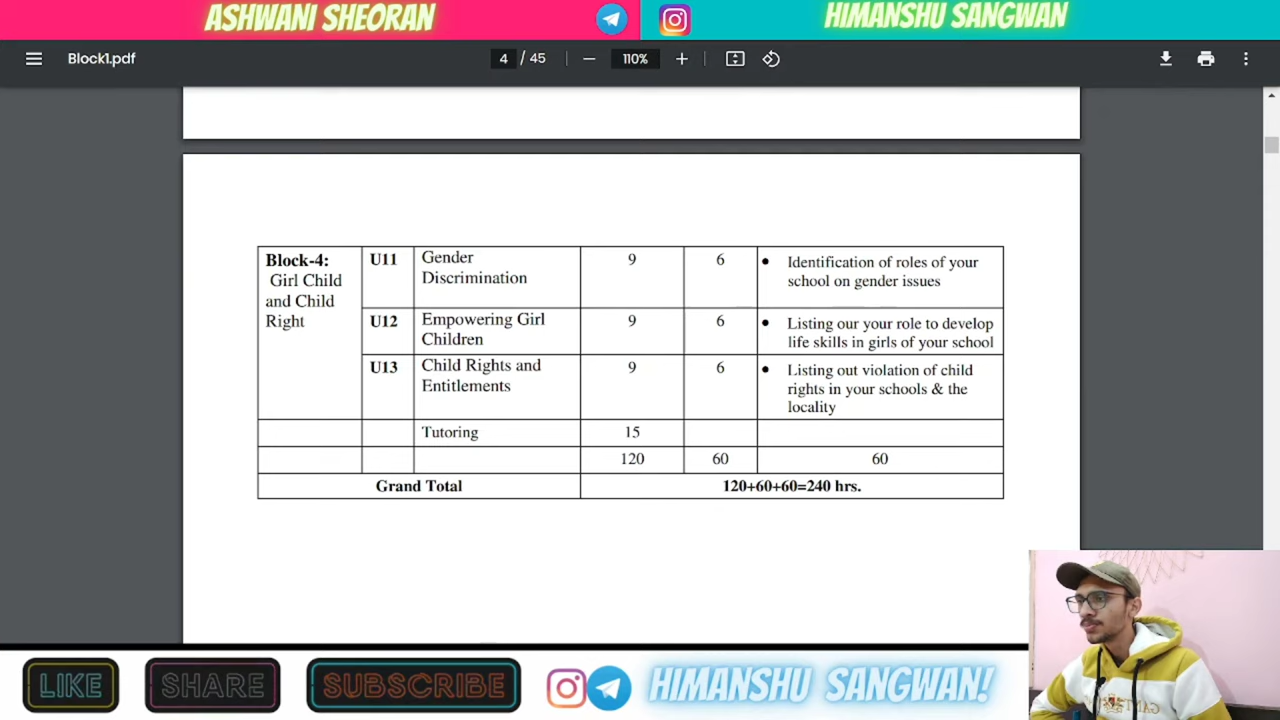 ASHWANI SHEORAN
HIMANSHU SANGWAN
Block1.pdf
4 / 45
110%
Block-4:
Girl Child
and Child
Right
U11
Gender
Discrimination
9
6
• Identification of roles of your
school on gender issues
U12
Empowering Girl
Children
9
6
• Listing our your role to develop
life skills in girls of your school
U13
Child Rights and
Entitlements
9
6
• Listing out violation of child
rights in your schools & the
locality
Tutoring
15
120
60
60
Grand Total
120+60+60=240 hrs.
LIKE
SHARE
SUBSCRIBE
HIMANSHU SANGWAN!